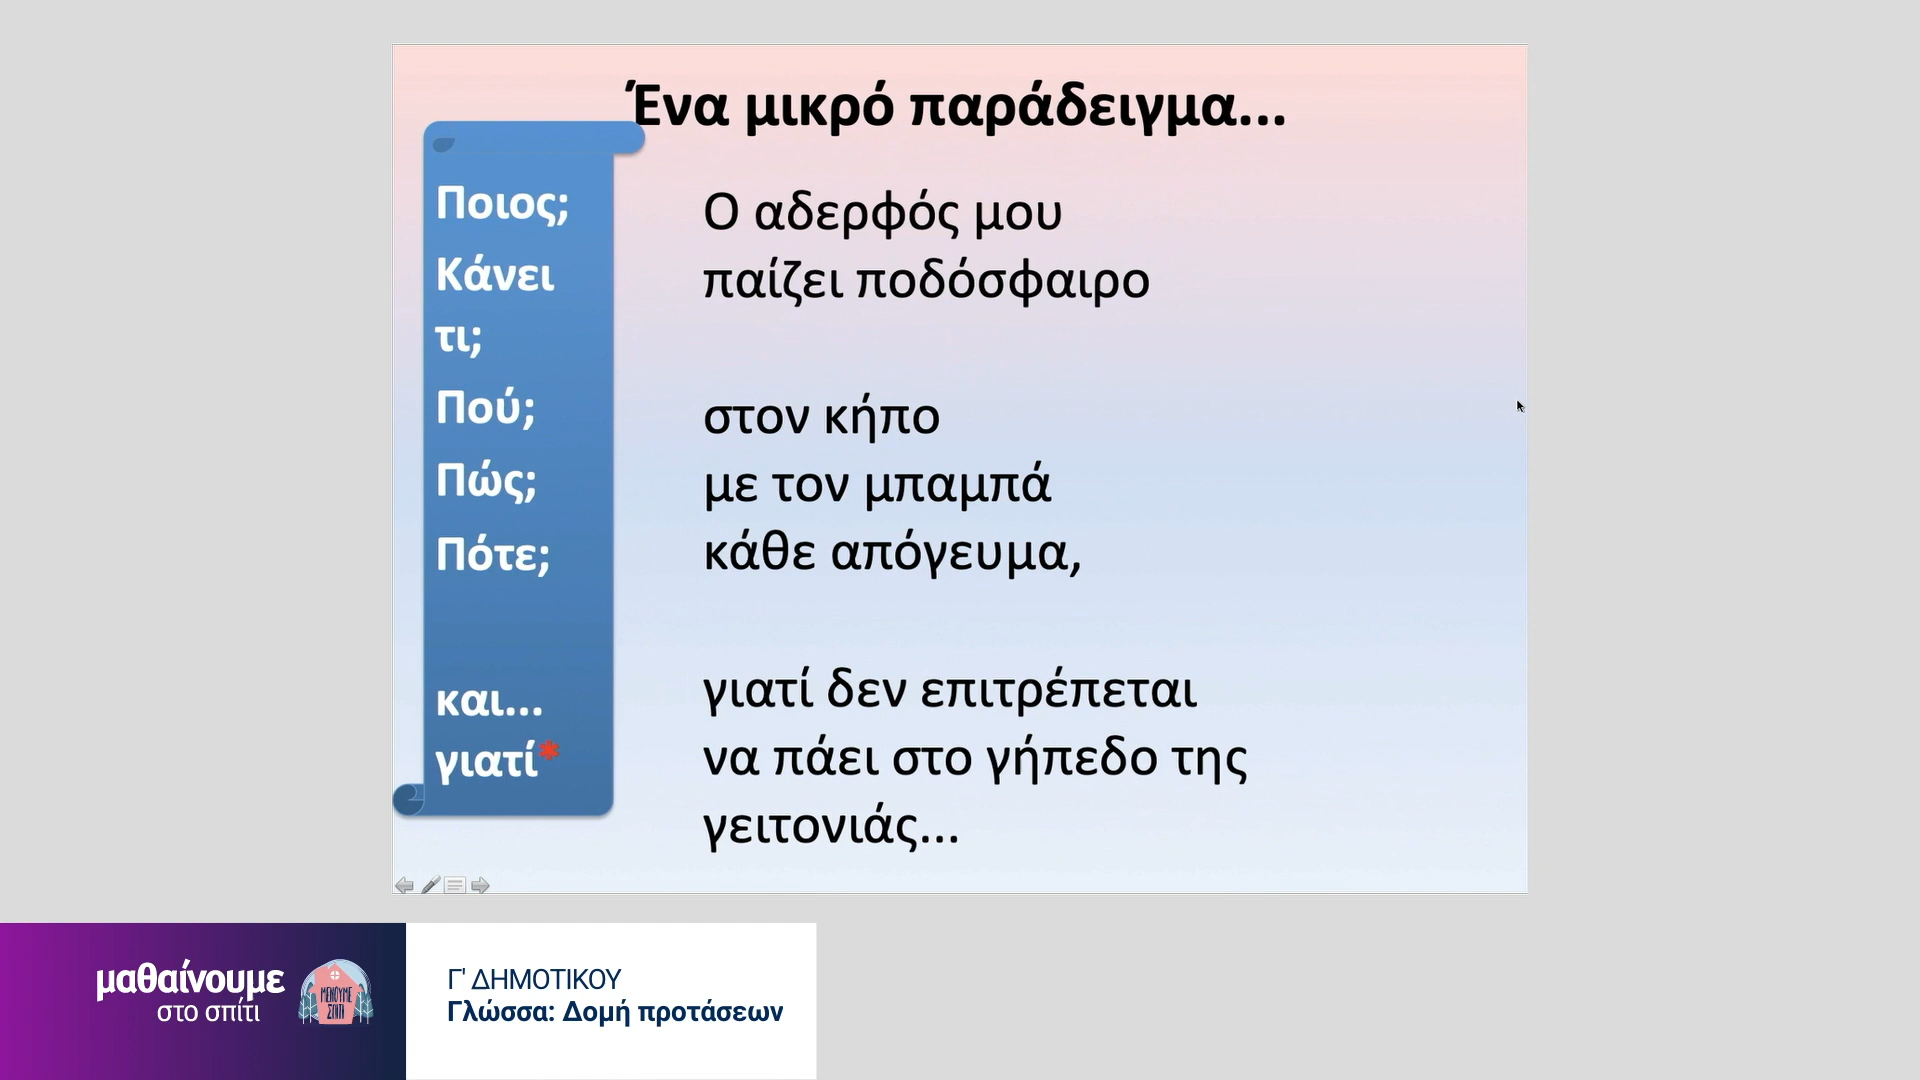 Ένα μικρό παράδειγμα...
Ποιος;
Κάνει
τι;
Πού;
Πώς;
Πότε;
και...
γιατί*
Ο αδερφός μου
παίζει ποδόσφαιρο
στον κήπο
με τον μπαμπά
κάθε απόγευμα,
γιατί δεν επιτρέπεται
να πάει στο γήπεδο της
γειτονιάς...
μαθαίνουμε
στο σπίτι
ΜΕΝΟΥΜΕ
ΣΠΙΤΙ
Γ' ΔΗΜΟΤΙΚΟΥ
Γλώσσα: Δομή προτάσεων